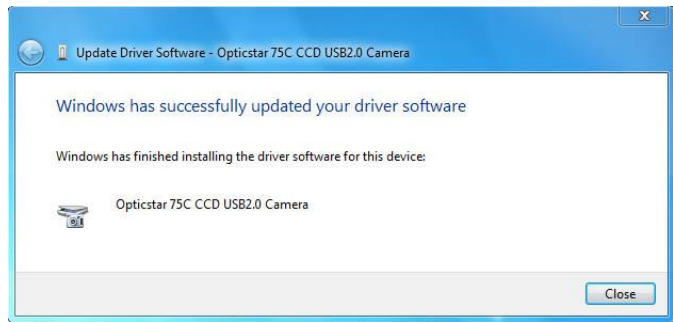 Update Driver Software - Opticstar 75C CCD USB2.0 Camera
Windows has successfully updated your driver software
Windows has finished installing the driver software for this device:
Opticstar 75C CCD USB2.0 Camera
Close